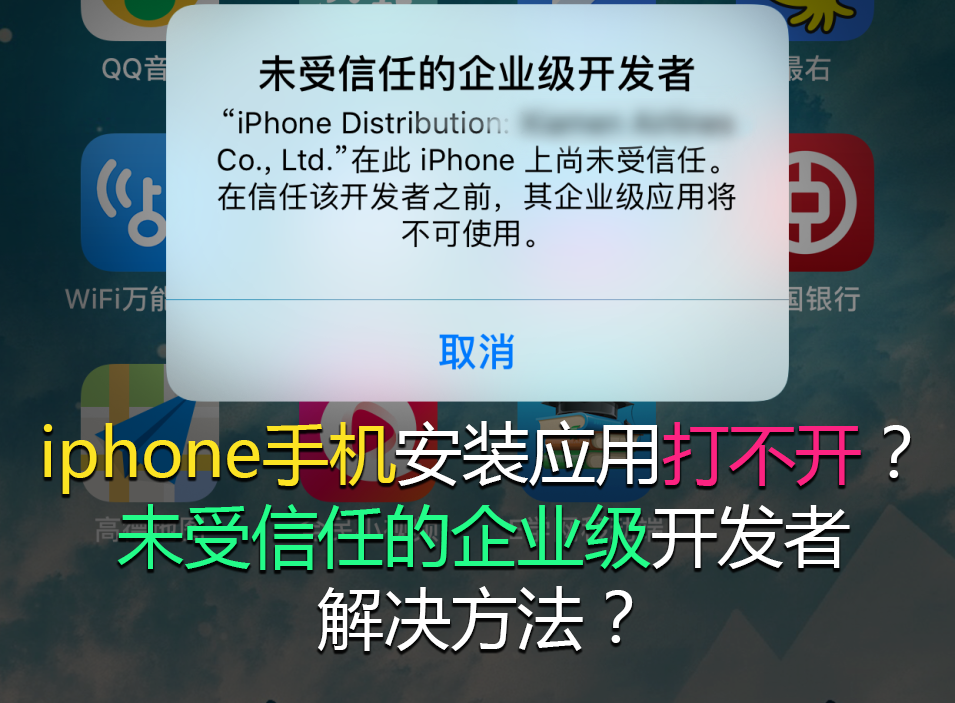 QQ音
最右
未受信任的企业级开发者
“iPhone Distribution:
Co., Ltd.”在此 iPhone 上尚未受信任。
在信任该开发者之前，其企业级应用将
不可使用。
WiFi万能
国银行
取消
iphone手机安装应用打不开？
未受信任的企业级开发者
解决方法？